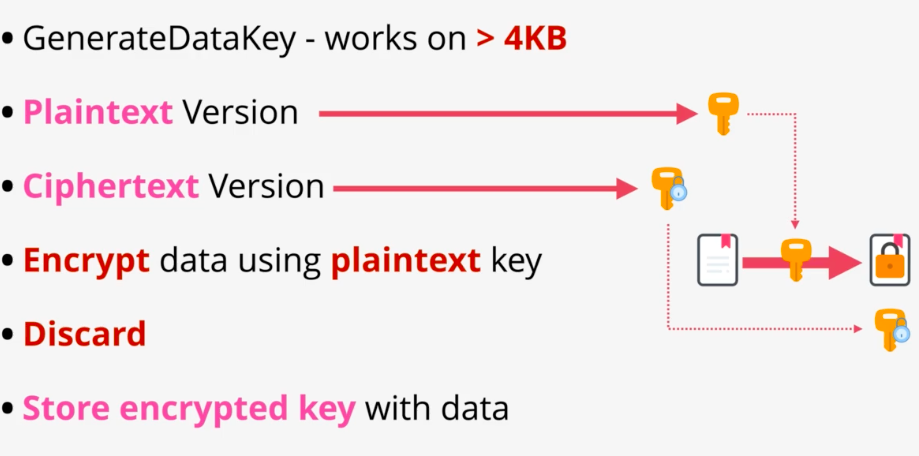 • GenerateDataKey - works on > 4KB
• Plaintext Version
• Ciphertext Version
• Encrypt data using plaintext key
• Discard
• Store encrypted key with data